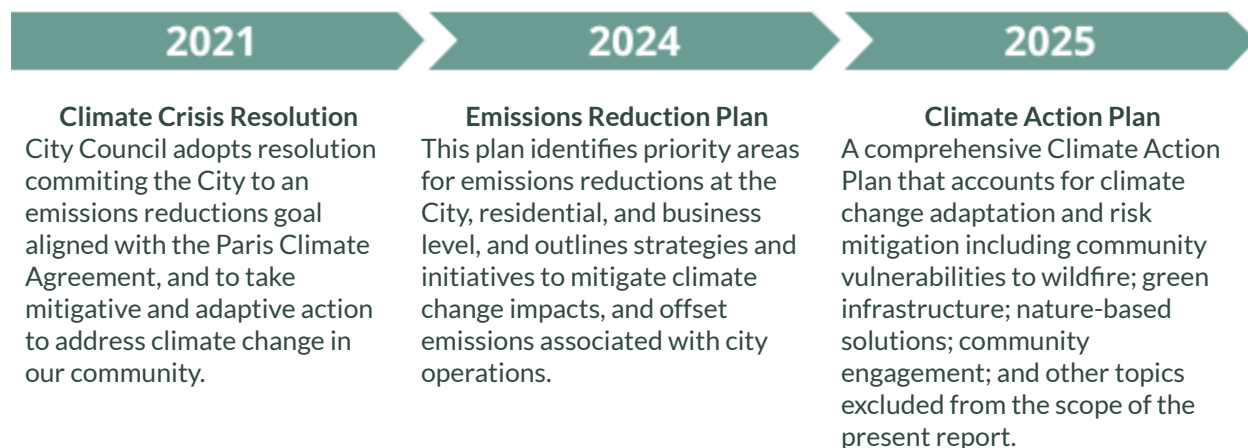 2021
2024
2025
Climate Crisis Resolution
City Council adopts resolution
commiting the City to an
emissions reductions goal
aligned with the Paris Climate
Agreement, and to take
mitigative and adaptive action
to address climate change in
our community.
Emissions Reduction Plan
This plan identifies priority areas
for emissions reductions at the
City, residential, and business
level, and outlines strategies and
initiatives to mitigate climate
change impacts, and offset
emissions associated with city
operations.
Climate Action Plan
A comprehensive Climate Action
Plan that accounts for climate
change adaptation and risk
mitigation including community
vulnerabilities to wildfire; green
infrastructure; nature-based
solutions; community
engagement; and other topics
excluded from the scope of the
present report.